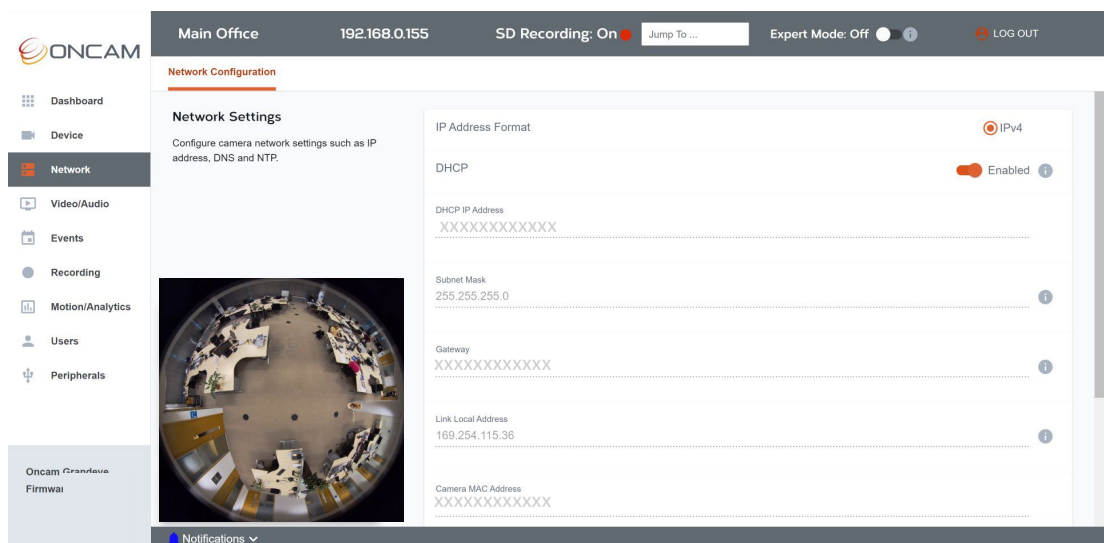 ONCAM
Main Office 192.168.0.155 SD Recording: On Jump To ... Expert Mode: Off LOG OUT
Network Configuration
Dashboard
Device
Network
Video/Audio
Events
Recording
Motion/Analytics
Users
Peripherals
Oncam Grandeye
Network Settings
Configure camera network settings such as IP
address, DNS and NTP.
IP Address Format IPv4
DHCP Enabled
DHCP IP Address
XXXXXXXXXXXX
Subnet Mask
255.255.255.0
Gateway
XXXXXXXXXXXX
Link Local Address
169.254.115.36
Camera MAC Address
XXXXXXXXXXXX
Notifications